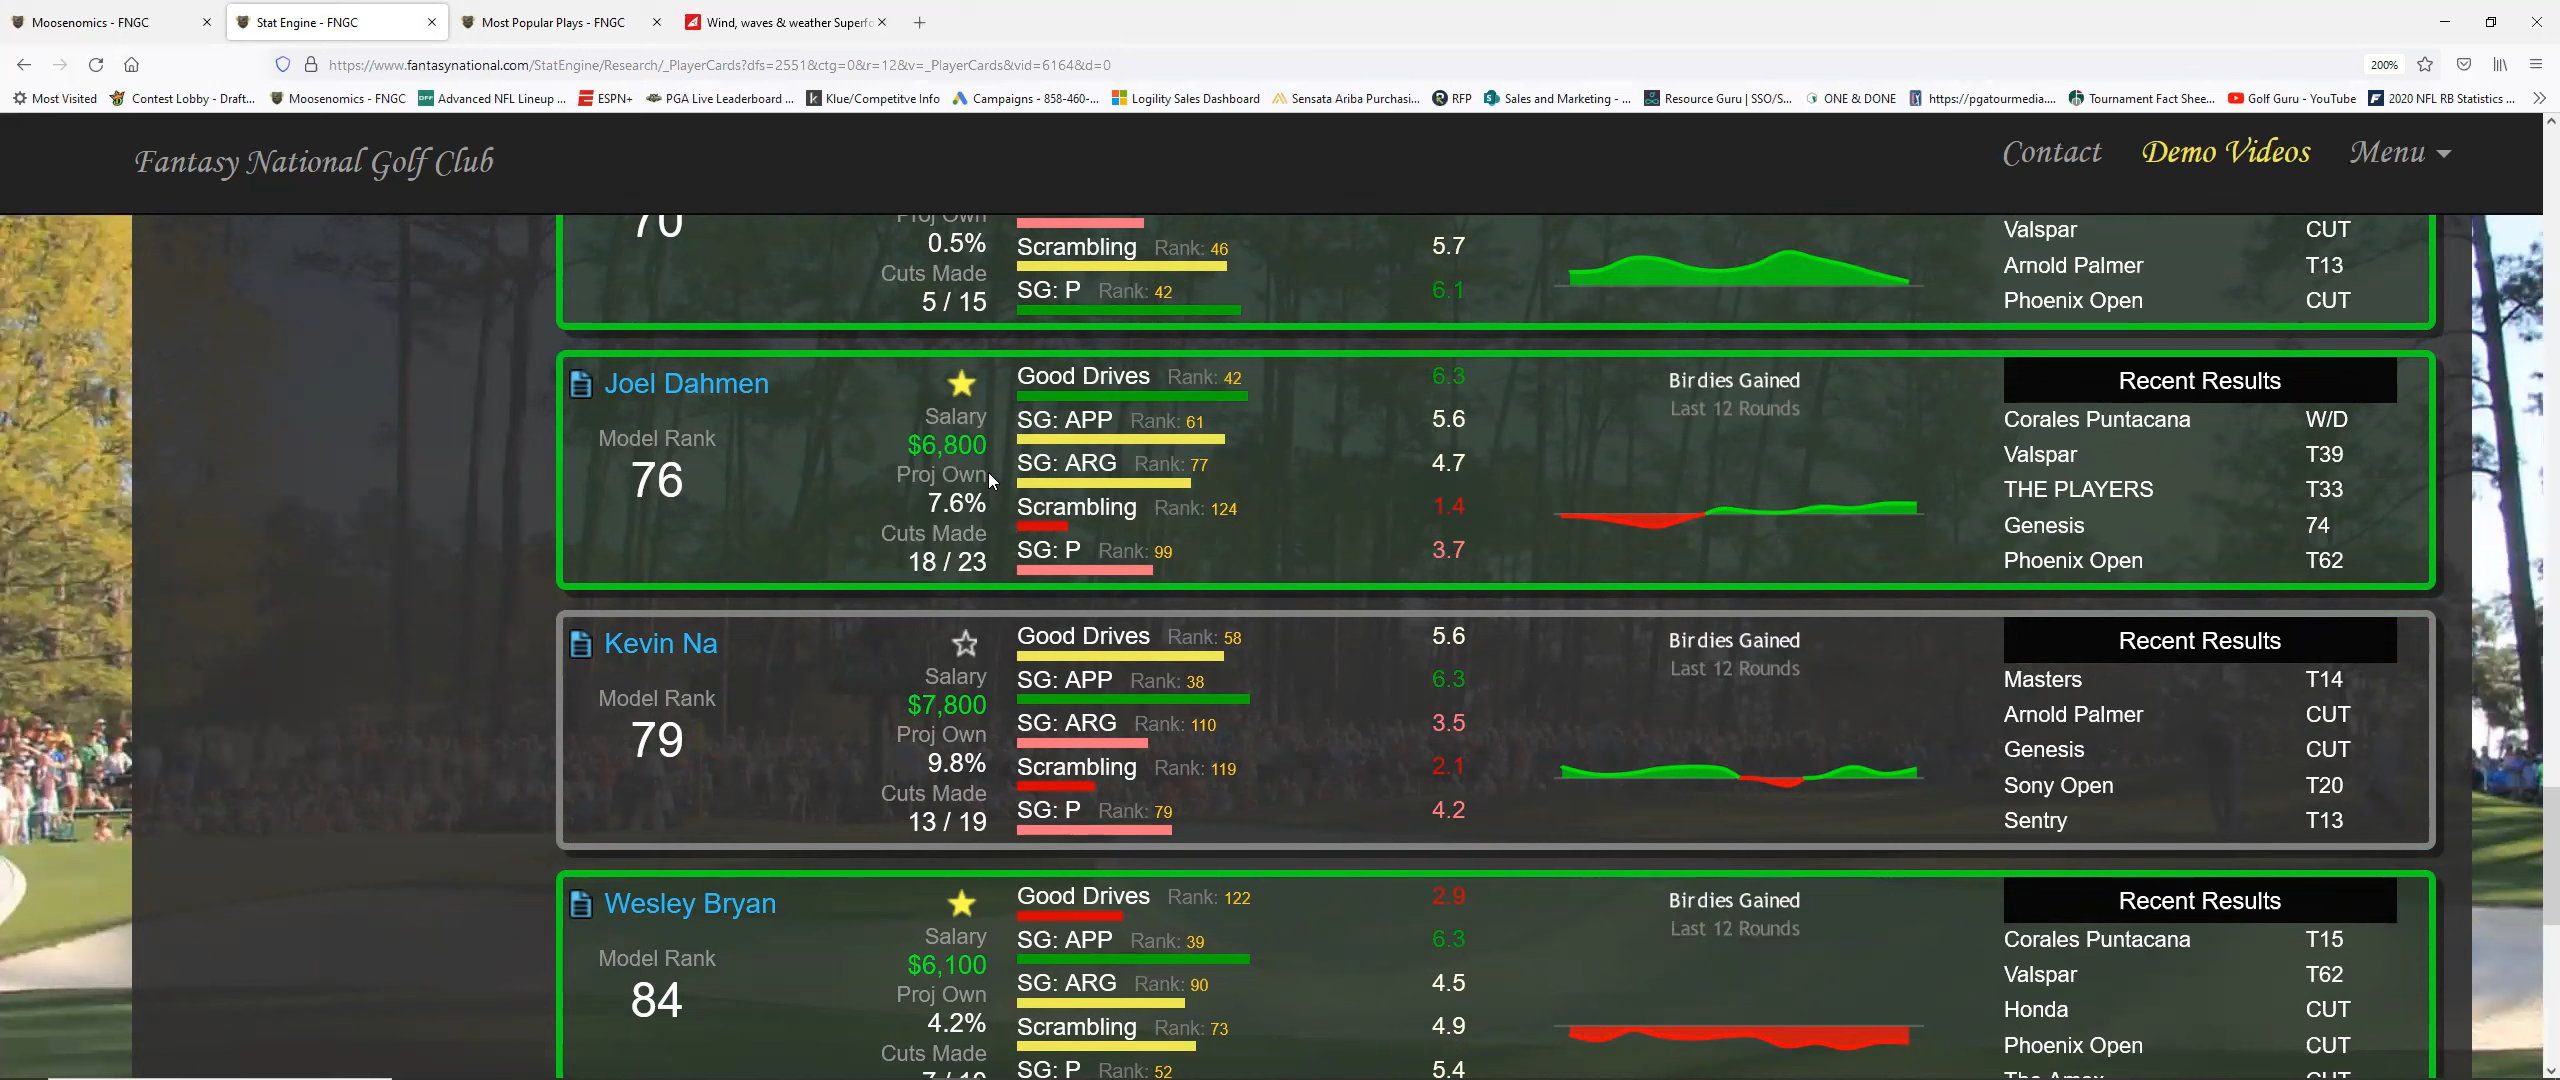 Moosenomics - FNGC
Stat Engine - FNGC
Most Popular Plays - FNGC
Wind, waves & weather Superfo
https://www.fantasynational.com/StatEngine/Research/_PlayerCards?dfs=2551&ctg=0&r=12&v=_PlayerCards&vid=6164&d=0
200%
Most Visited
Contest Lobby - Draft...
Moosenomics - FNGC
Advanced NFL Lineup ...
ESPN+
PGA Live Leaderboard ...
Klue/Competitve Info
Campaigns - 858-460-...
Logility Sales Dashboard
Sensata Ariba Purchasi...
RFP
Sales and Marketing - ...
Resource Guru | SSO/S...
ONE & DONE
https://pgatourmedia....
Tournament Fact Shee...
Golf Guru - YouTube
2020 NFL RB Statistics ...
Fantasy National Golf Club
Contact
Demo Videos
Menu
70
Proj Own
0.5%
Cuts Made
5 / 15
Scrambling Rank: 46 5.7
SG: P Rank: 42 6.1
Valspar CUT
Arnold Palmer T13
Phoenix Open CUT
Joel Dahmen
Model Rank
76
Salary
$6,800
Proj Own
7.6%
Cuts Made
18 / 23
Good Drives Rank: 42 6.3
SG: APP Rank: 61 5.6
SG: ARG Rank: 77 4.7
Scrambling Rank: 124 1.4
SG: P Rank: 99 3.7
Birdies Gained
Last 12 Rounds
Recent Results
Corales Puntacana W/D
Valspar T39
THE PLAYERS T33
Genesis 74
Phoenix Open T62
Kevin Na
Model Rank
79
Salary
$7,800
Proj Own
9.8%
Cuts Made
13 / 19
Good Drives Rank: 58 5.6
SG: APP Rank: 38 6.3
SG: ARG Rank: 110 3.5
Scrambling Rank: 119 2.1
SG: P Rank: 79 4.2
Birdies Gained
Last 12 Rounds
Recent Results
Masters T14
Arnold Palmer CUT
Genesis CUT
Sony Open T20
Sentry T13
Wesley Bryan
Model Rank
84
Salary
$6,100
Proj Own
4.2%
Cuts Made
Good Drives Rank: 122 2.9
SG: APP Rank: 39 6.3
SG: ARG Rank: 90 4.5
Scrambling Rank: 73 4.9
SG: P Rank: 52 5.4
Birdies Gained
Last 12 Rounds
Recent Results
Corales Puntacana T15
Valspar T62
Honda CUT
Phoenix Open CUT